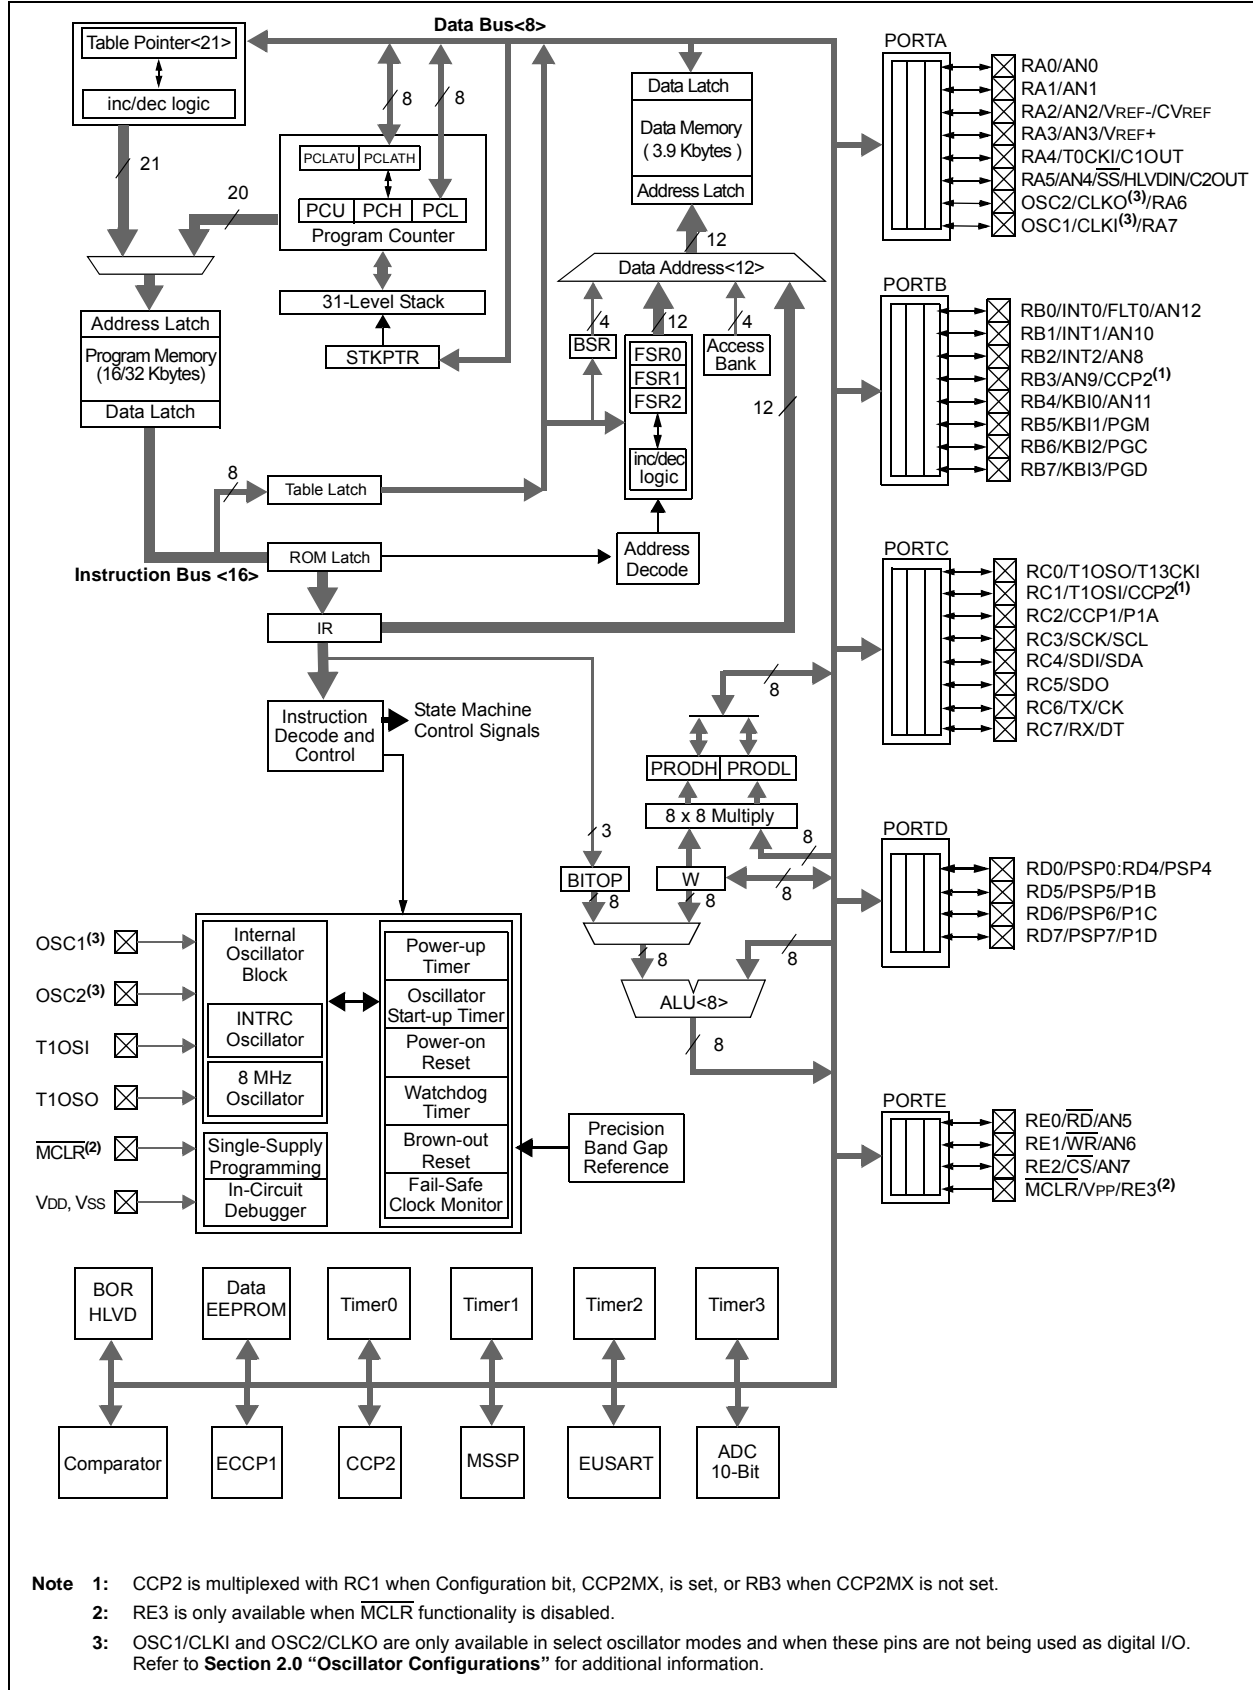 Data Bus<8>
Table Pointer<21>
inc/dec logic
21
20
8
8
PCLATU
PCLATH
PCU
PCH
PCL
Program Counter
31-Level Stack
STKPTR
Address Latch
Program Memory
(16/32 Kbytes)
Data Latch
Data Latch
Data Memory
( 3.9 Kbytes )
Address Latch
12
Data Address<12>
4
12
4
BSR
FSR0
FSR1
FSR2
inc/dec
logic
Access
Bank
12
8
Table Latch
ROM Latch
Instruction Bus <16>
Address
Decode
IR
Instruction
Decode and
Control
State Machine
Control Signals
8
PRODH
PRODL
8 x 8 Multiply
3
8
BITOP
W
8
8
8
8
8
ALU<8>
8
OSC1(3)
OSC2(3)
T1OSI
T1OSO
MCLR(2)
VDD, VSS
Internal
Oscillator
Block
INTRC
Oscillator
8 MHz
Oscillator
Single-Supply
Programming
In-Circuit
Debugger
Power-up
Timer
Oscillator
Start-up Timer
Power-on
Reset
Watchdog
Timer
Brown-out
Reset
Fail-Safe
Clock Monitor
Precision
Band Gap
Reference
PORTA
RA0/AN0
RA1/AN1
RA2/AN2/VREF-/CVREF
RA3/AN3/VREF+
RA4/T0CKI/C1OUT
RA5/AN4/SS/HLVDIN/C2OUT
OSC2/CLKO(3)/RA6
OSC1/CLKI(3)/RA7
PORTB
RB0/INT0/FLT0/AN12
RB1/INT1/AN10
RB2/INT2/AN8
RB3/AN9/CCP2(1)
RB4/KBI0/AN11
RB5/KBI1/PGM
RB6/KBI2/PGC
RB7/KBI3/PGD
PORTC
RC0/T1OSO/T13CKI
RC1/T1OSI/CCP2(1)
RC2/CCP1/P1A
RC3/SCK/SCL
RC4/SDI/SDA
RC5/SDO
RC6/TX/CK
RC7/RX/DT
PORTD
RD0/PSP0:RD4/PSP4
RD5/PSP5/P1B
RD6/PSP6/P1C
RD7/PSP7/P1D
PORTE
RE0/RD/AN5
RE1/WR/AN6
RE2/CS/AN7
MCLR/VPP/RE3(2)
BOR
HLVD
Data
EEPROM
Timer0
Timer1
Timer2
Timer3
Comparator
ECCP1
CCP2
MSSP
EUSART
ADC
10-Bit
Note 1: CCP2 is multiplexed with RC1 when Configuration bit, CCP2MX, is set, or RB3 when CCP2MX is not set.
2: RE3 is only available when MCLR functionality is disabled.
3: OSC1/CLKI and OSC2/CLKO are only available in select oscillator modes and when these pins are not being used as digital I/O.
Refer to Section 2.0 “Oscillator Configurations” for additional information.